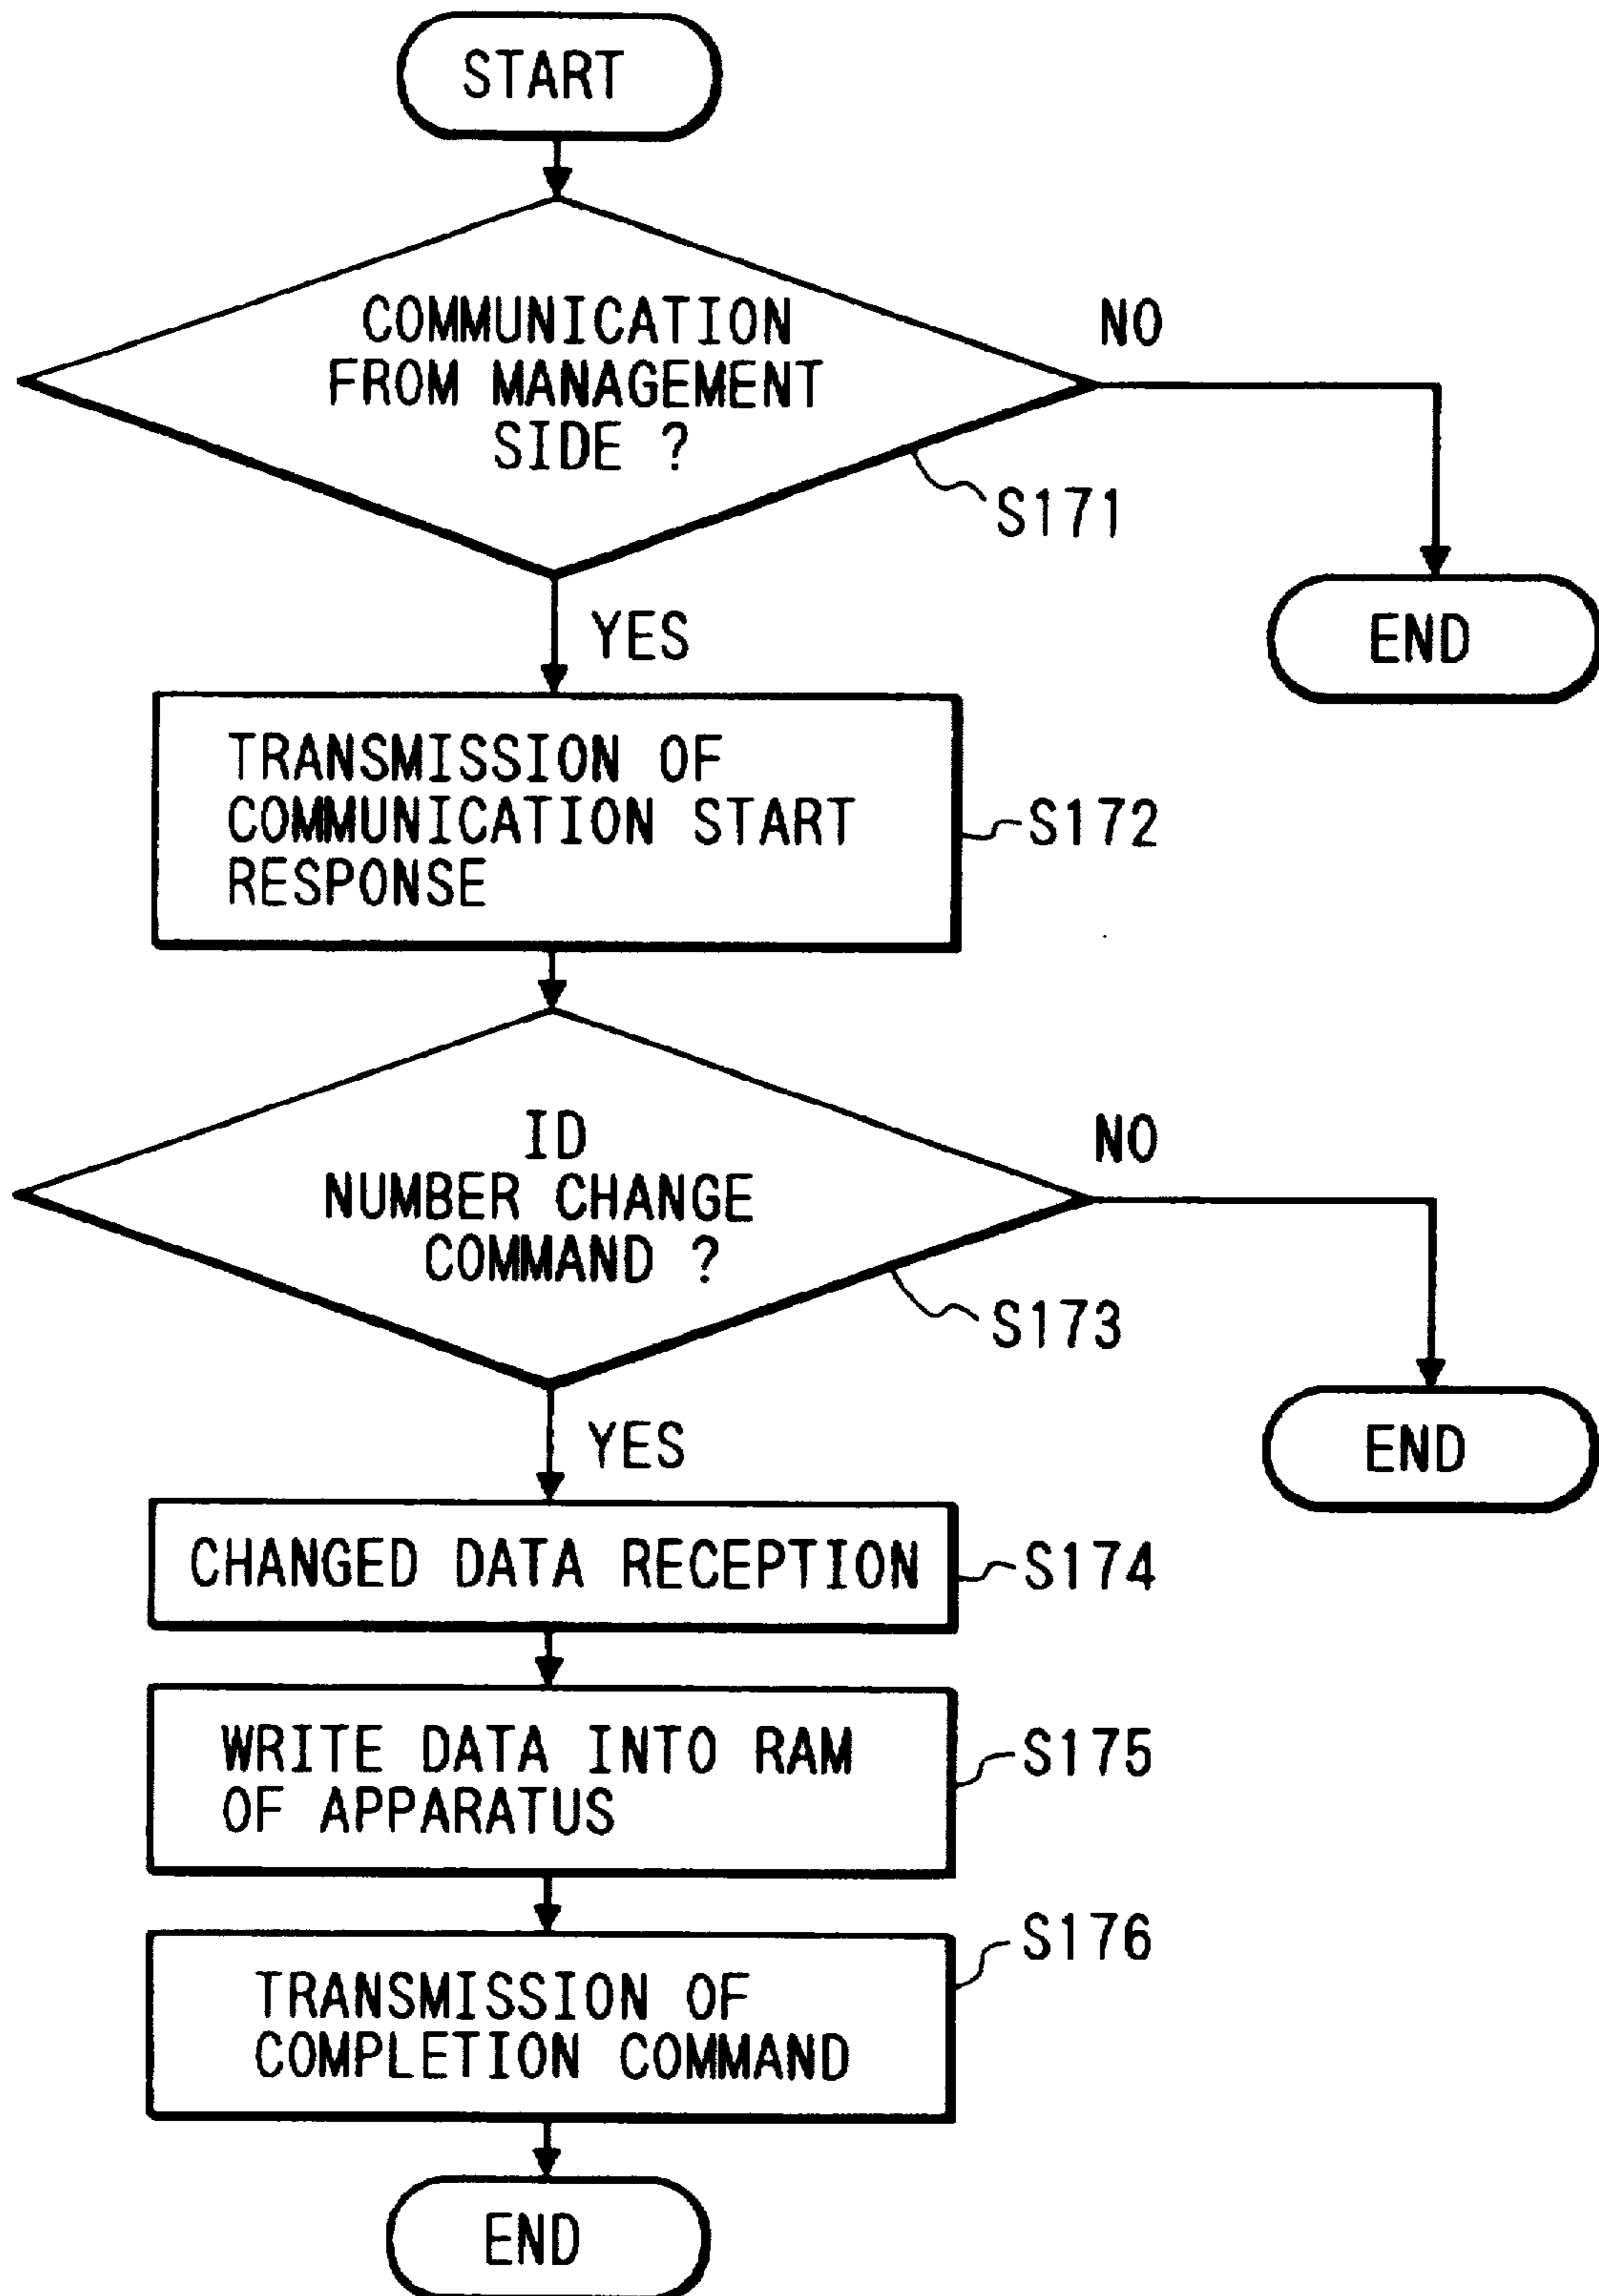 START
COMMUNICATION
FROM MANAGEMENT
SIDE ?
NO
S171
YES
END
TRANSMISSION OF
COMMUNICATION START
RESPONSE
S172
ID
NUMBER CHANGE
COMMAND ?
NO
S173
YES
END
CHANGED DATA RECEPTION
S174
WRITE DATA INTO RAM
OF APPARATUS
S175
TRANSMISSION OF
COMPLETION COMMAND
S176
END